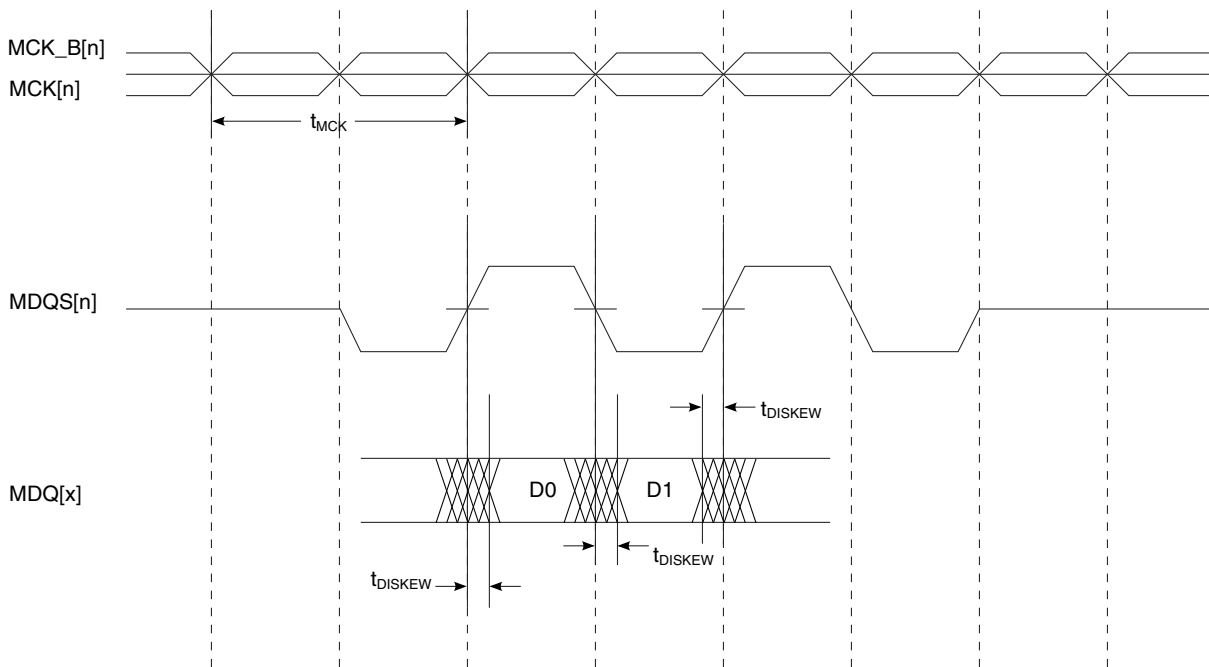 MCK_B[n]
MCK[n]
tMCK
MDQS[n]
tDISKEW
MDQ[x]
D0
D1
tDISKEW
tDISKEW